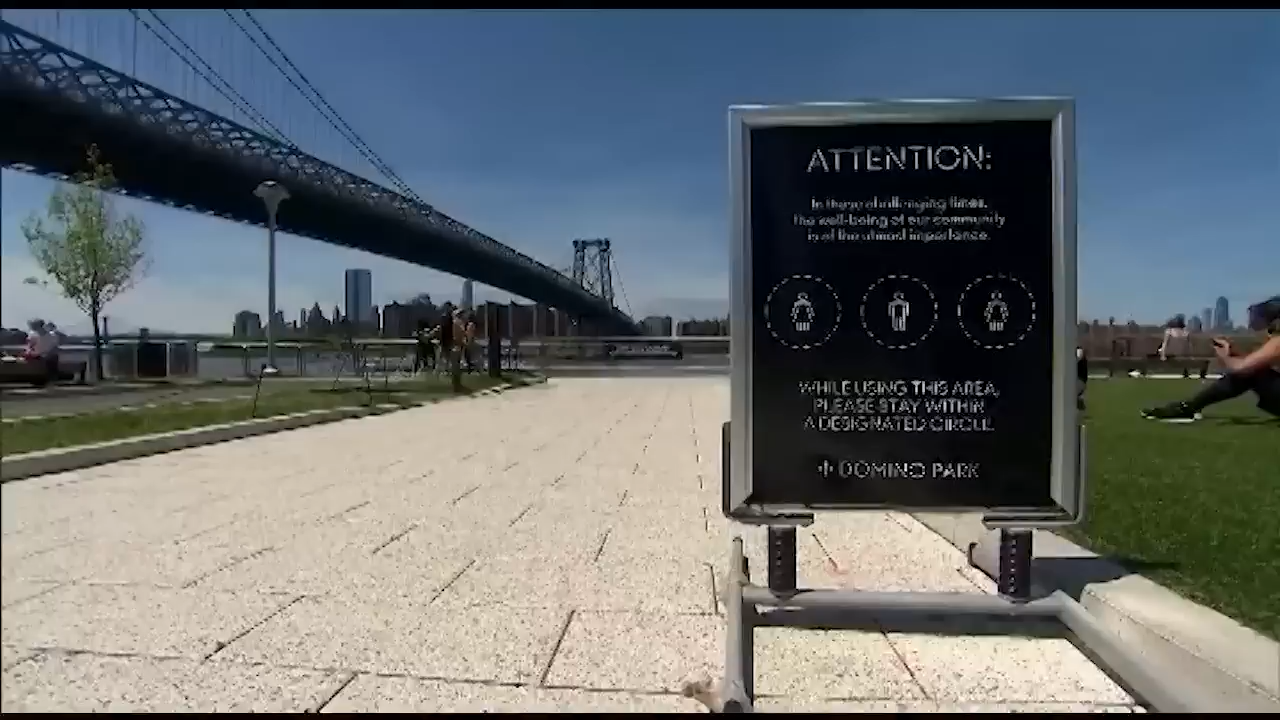 ATTENTION:
In these challenging times,
the well-being of our community
is of the utmost importance.
WHILE USING THIS AREA,
PLEASE STAY WITHIN
A DESIGNATED CIRCLE.
DOMINO PARK